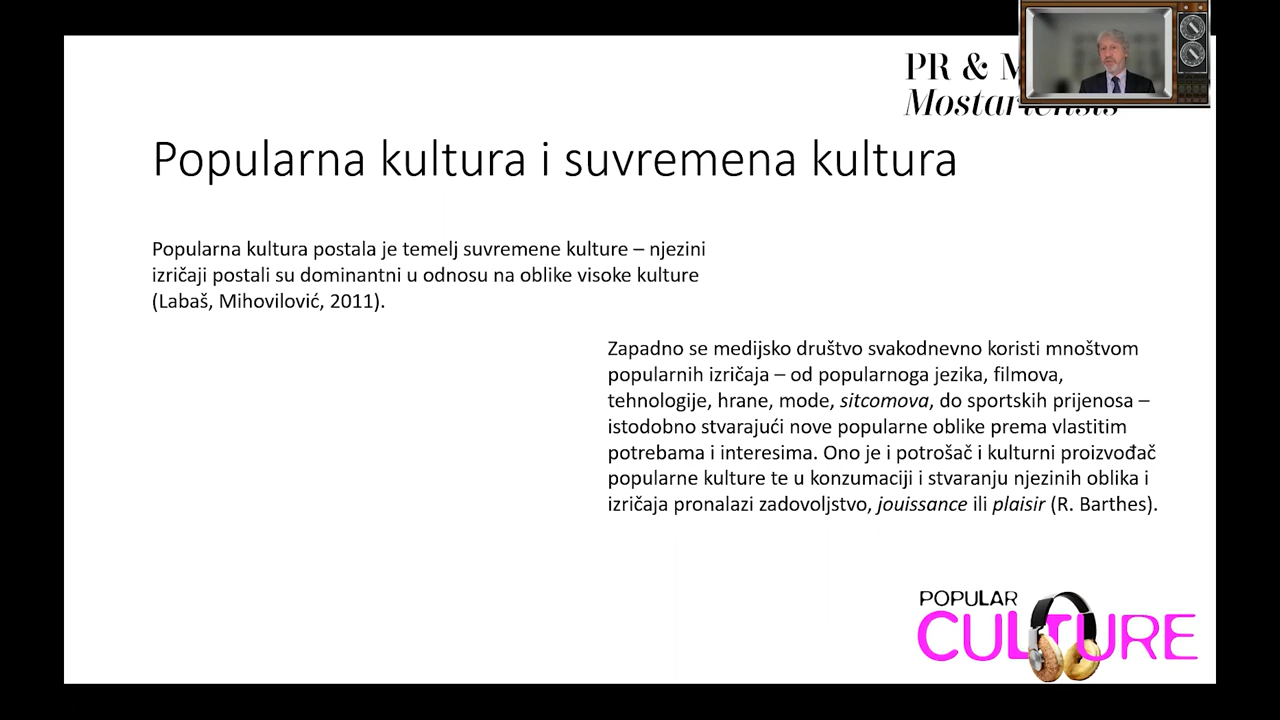 PR &
Popularna kultura i suvremena kultura
Popularna kultura postala je temelj suvremene kulture – njezini
izričaji postali su dominantni u odnosu na oblike visoke kulture
(Labaš, Mihovilović, 2011).
Zapadno se medijsko društvo svakodnevno koristi mnoštvom
popularnih izričaja – od popularnoga jezika, filmova,
tehnologije, hrane, mode, sitcomova, do sportskih prijenosa –
istodobno stvarajući nove popularne oblike prema vlastitim
potrebama i interesima. Ono je i potrošač i kulturni proizvođač
popularne kulture te u konzumaciji i stvaranju njezinih oblika i
izričaja pronalazi zadovoljstvo, jouissance ili plaisir (R. Barthes).
POPULAR
CULTURE